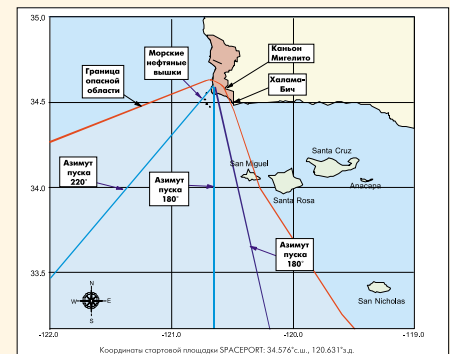 35.0
34.5
34.0
33.5
-122.0
-121.0
-120.0
-119.0
Морские
нефтяные
вышки
Каньон
Мигелито
Граница
опасной
области
Халама-
Бич
Santa Cruz
San Miguel
Anacapa
Santa Rosa
Азимут
пуска
220°
Азимут
пуска
180°
Азимут
пуска
180°
San Nicholas
N
W
E
S
Координаты стартовой площадки SPACEPORT: 34.576°с.ш., 120.631°з.д.